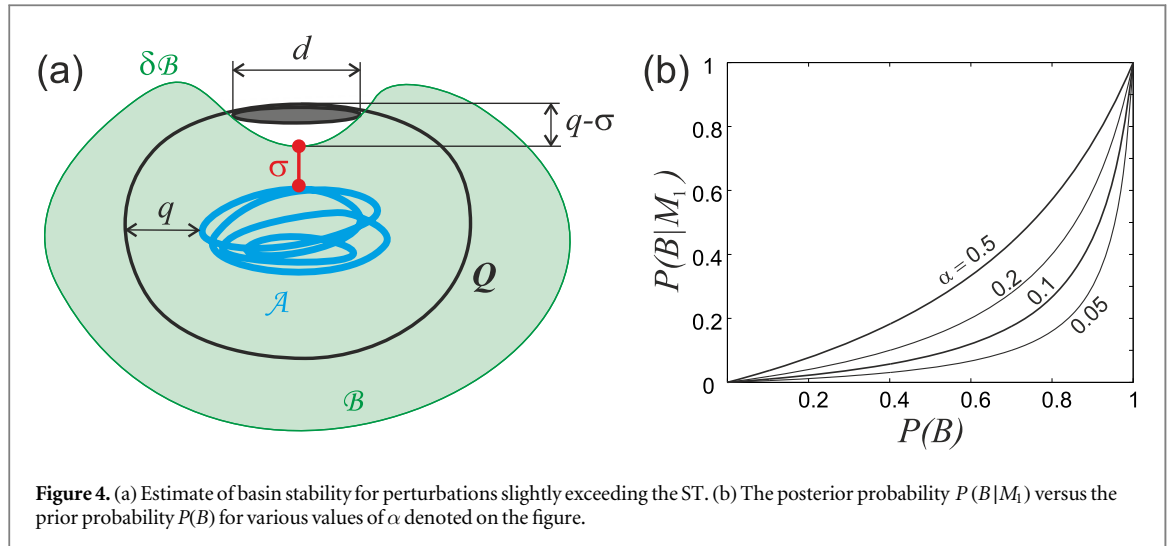 (a)
δℬ
d
q-σ
σ
q
Q
𝒜
ℬ
(b)
1
0.8
0.6
0.4
0.2
0
P(B|M₁)
α = 0.5
0.2
0.1
0.05
0.2 0.4 0.6 0.8 1
P(B)
Figure 4. (a) Estimate of basin stability for perturbations slightly exceeding the ST. (b) The posterior probability P (B|M₁) versus the
prior probability P(B) for various values of α denoted on the figure.